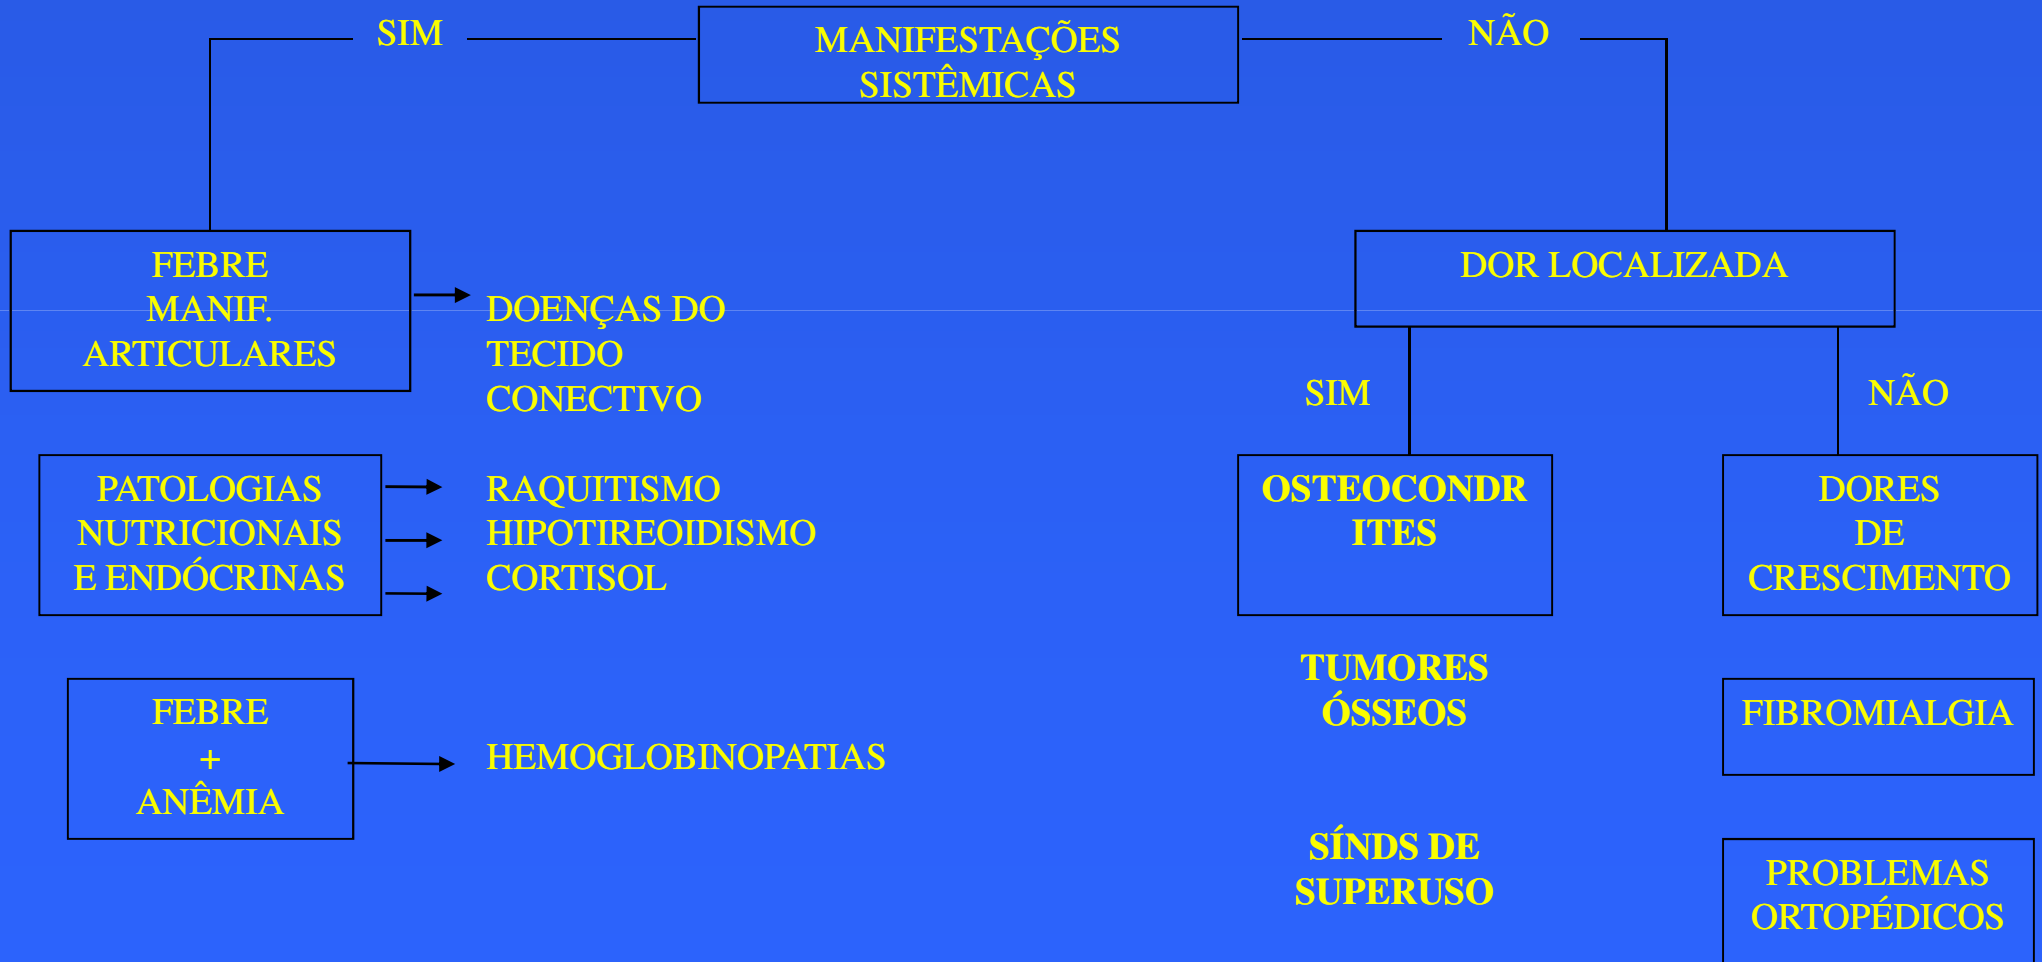 SIM
MANIFESTAÇÕES
SISTÊMICAS
NÃO
FEBRE
MANIF.
ARTICULARES
DOENÇAS DO
TECIDO
CONECTIVO
DOR LOCALIZADA
SIM
NÃO
PATOLOGIAS
NUTRICIONAIS
E ENDÓCRINAS
RAQUITISMO
HIPOTIREOIDISMO
CORTISOL
OSTEOCONDR
ITES
DORES
DE
CRESCIMENTO
FEBRE
+
ANÊMIA
HEMOGLOBINOPATIAS
TUMORES
ÓSSEOS
FIBROMIALGIA
SÍNDS DE
SUPERUSO
PROBLEMAS
ORTOPÉDICOS